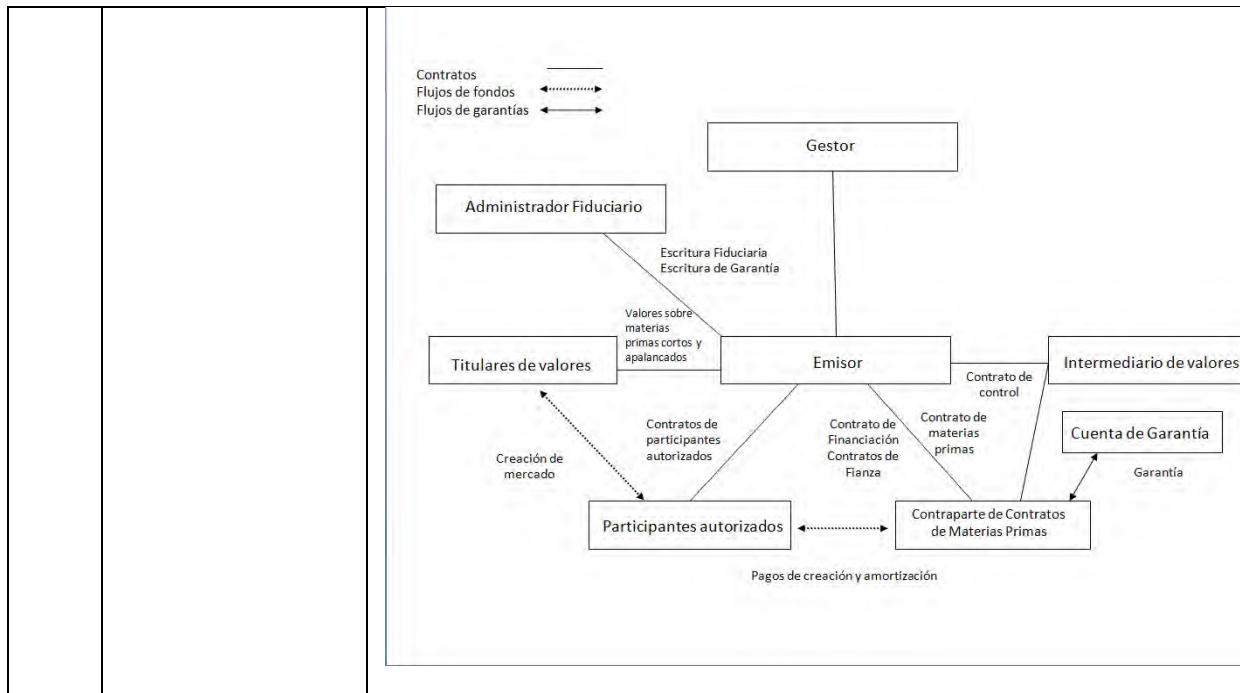 Contratos
Flujos de fondos
Flujos de garantías
Gestor
Administrador Fiduciario
Escritura Fiduciaria
Escritura de Garantía
Valores sobre
materias
primas cortos y
apalancados
Titulares de valores
Emisor
Intermediario de valores
Contrato de
control
Contratos de
participantes
autorizados
Contrato de
Financiación
Contratos de
Fianza
Contrato de
materias
primas
Cuenta de Garantía
Creación de
mercado
Garantía
Participantes autorizados
Contraparte de Contratos
de Materias Primas
Pagos de creación y amortización